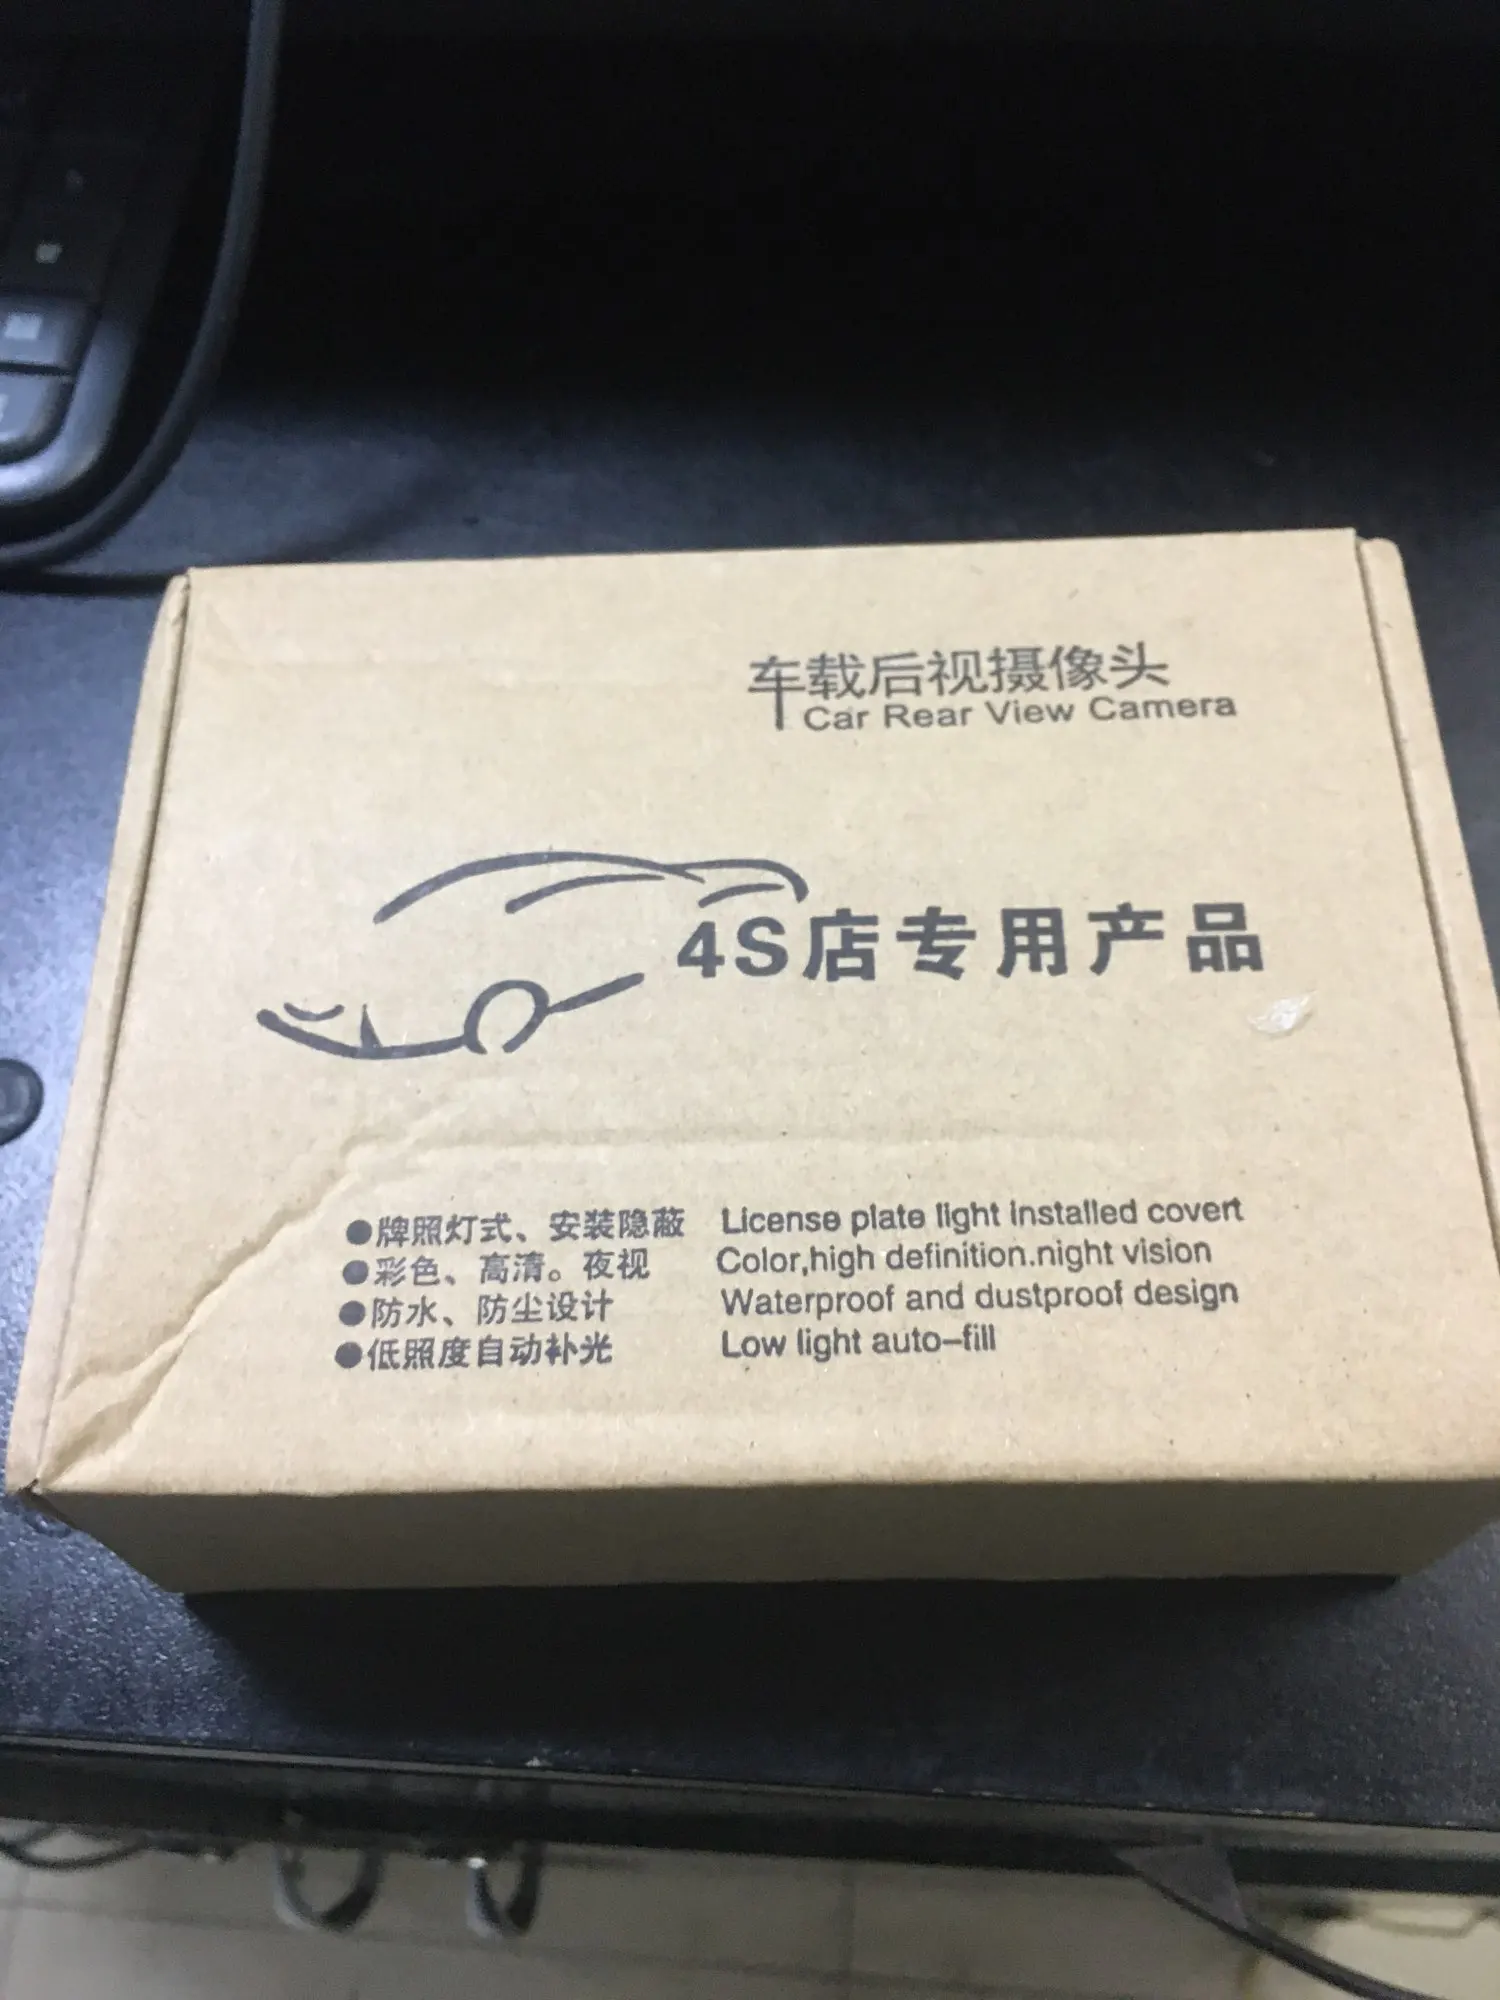 车载后视摄像头
Car Rear View Camera
4S店专用产品
●牌照灯式、安装隐蔽 License plate light installed covert
●彩色、高清。夜视 Color,high definition.night vision
●防水、防尘设计 Waterproof and dustproof design
●低照度自动补光 Low light auto-fill